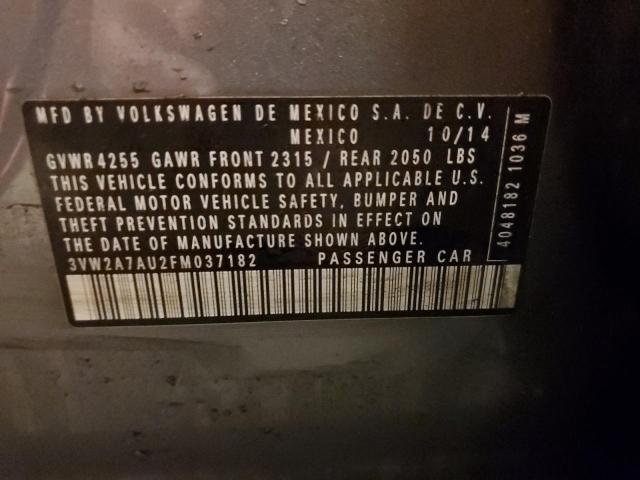 MFD BY VOLKSWAGEN DE MEXICO S.A. DE C.V.
MEXICO 10/14
GVWR 4255 GAWR FRONT 2315 / REAR 2050 LBS
THIS VEHICLE CONFORMS TO ALL APPLICABLE U.S.
FEDERAL MOTOR VEHICLE SAFETY, BUMPER AND
THEFT PREVENTION STANDARDS IN EFFECT ON
THE DATE OF MANUFACTURE SHOWN ABOVE.
3VW2A7AU2FM037182 PASSENGER CAR
4048182 1036 M